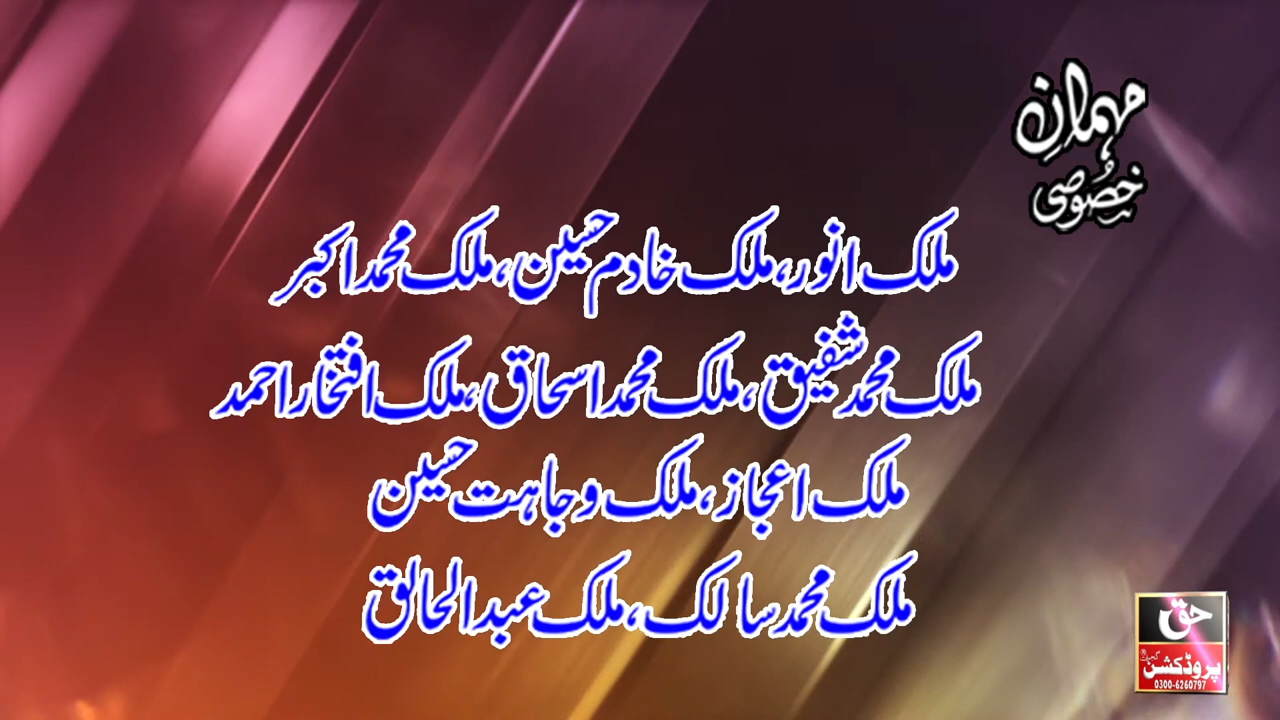 مہمانِ
خصوصی
ملک انور، ملک خادم حسین، ملک محمد اکبر
ملک محمد شفیق، ملک محمد اسحاق، ملک افتخار احمد
ملک اعجاز، ملک وجاہت حسین
ملک محمد سالک، ملک عبدالحالق
حق
پروڈکشن
0300-6260797